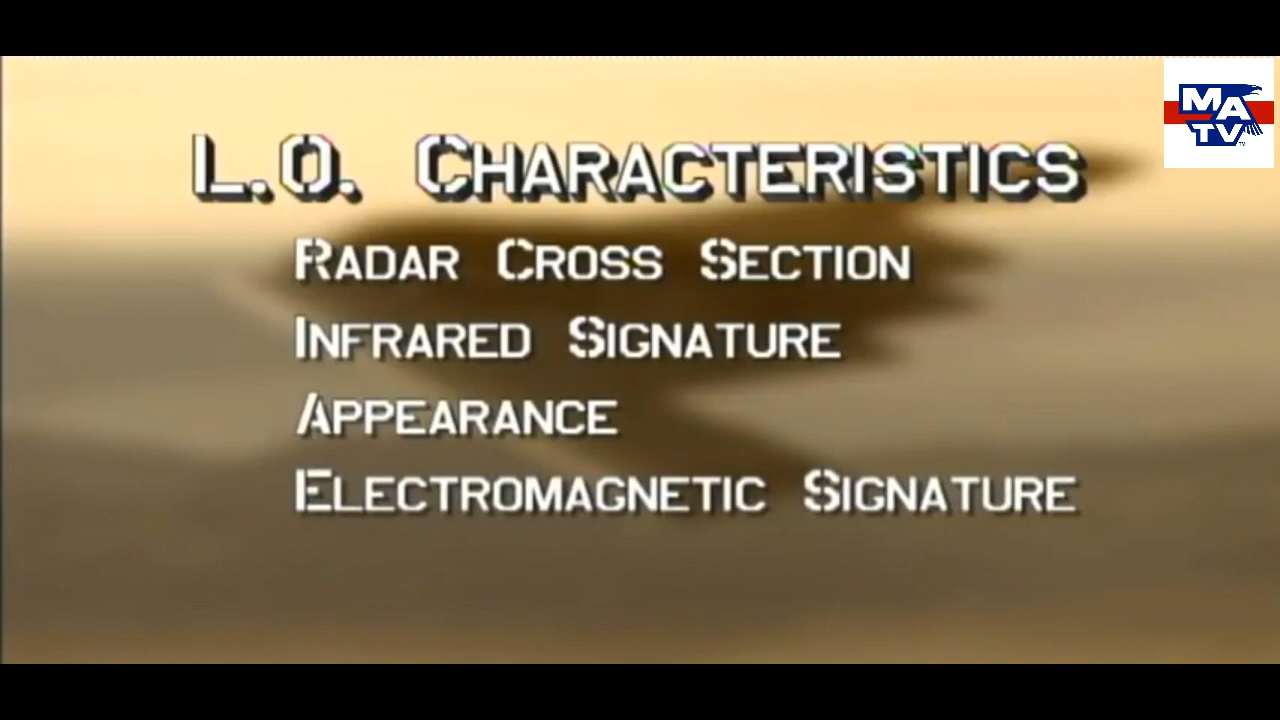 MA
TV
L.O. CHARACTERISTICS
RADAR CROSS SECTION
INFRARED SIGNATURE
APPEARANCE
ELECTROMAGNETIC SIGNATURE